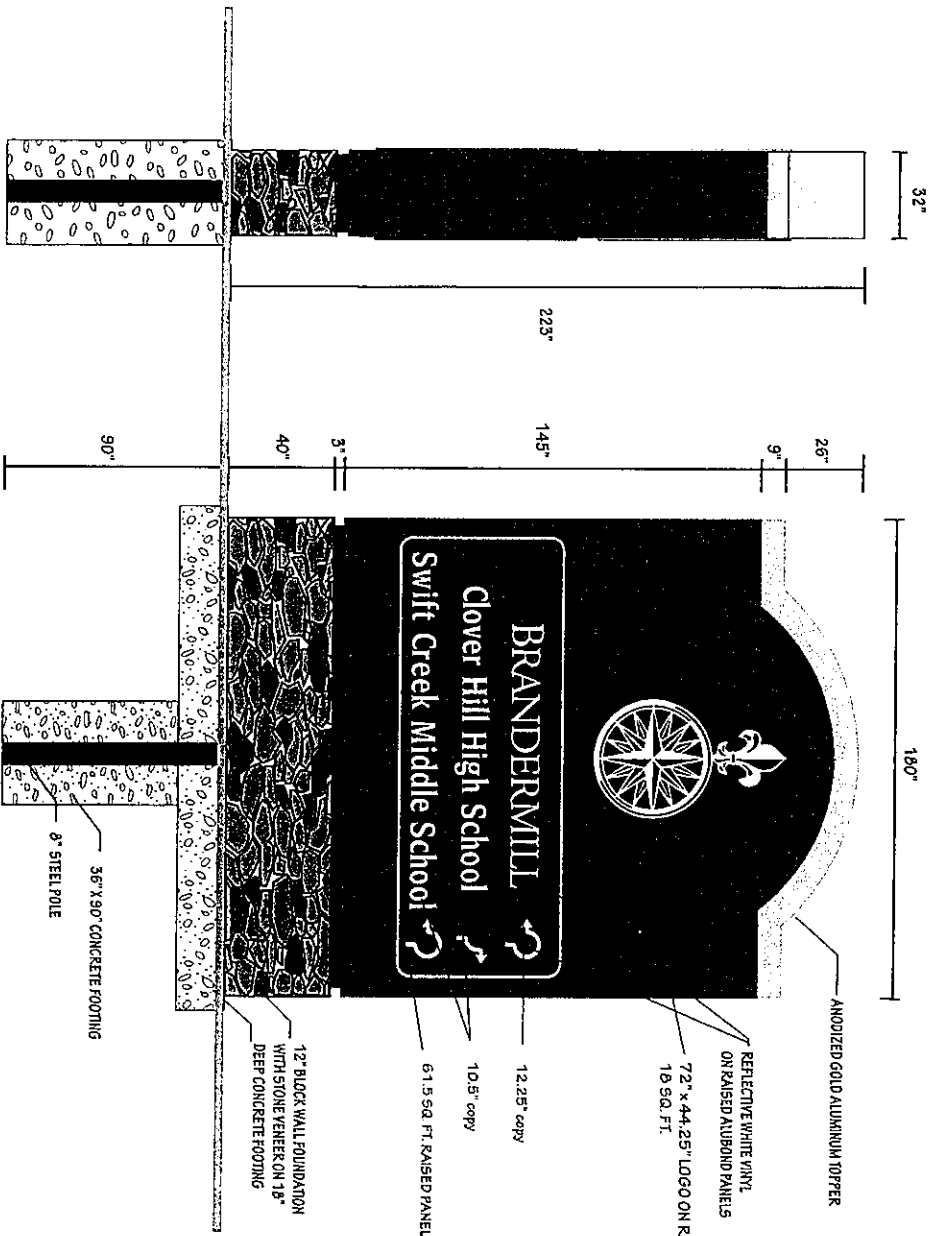 32"
223"
180"
26"
9"
145"
3"
40"
90"
BRANDERMILL
Clover Hill High School
Swift Creek Middle School
ANODIZED GOLD ALUMINUM TOPPER
REFLECTIVE WHITE VINYL
ON RAISED ALUBOND PANELS
72" x 44.25" LOGO ON R
18 SQ. FT.
12.25" copy
10.5" copy
61.5 SQ. FT. RAISED PANEL
12" BLOCK WALL FOUNDATION
WITH STONE VENEER ON 18"
DEEP CONCRETE FOOTING
36" X 90" CONCRETE FOOTING
8" STEEL POLE